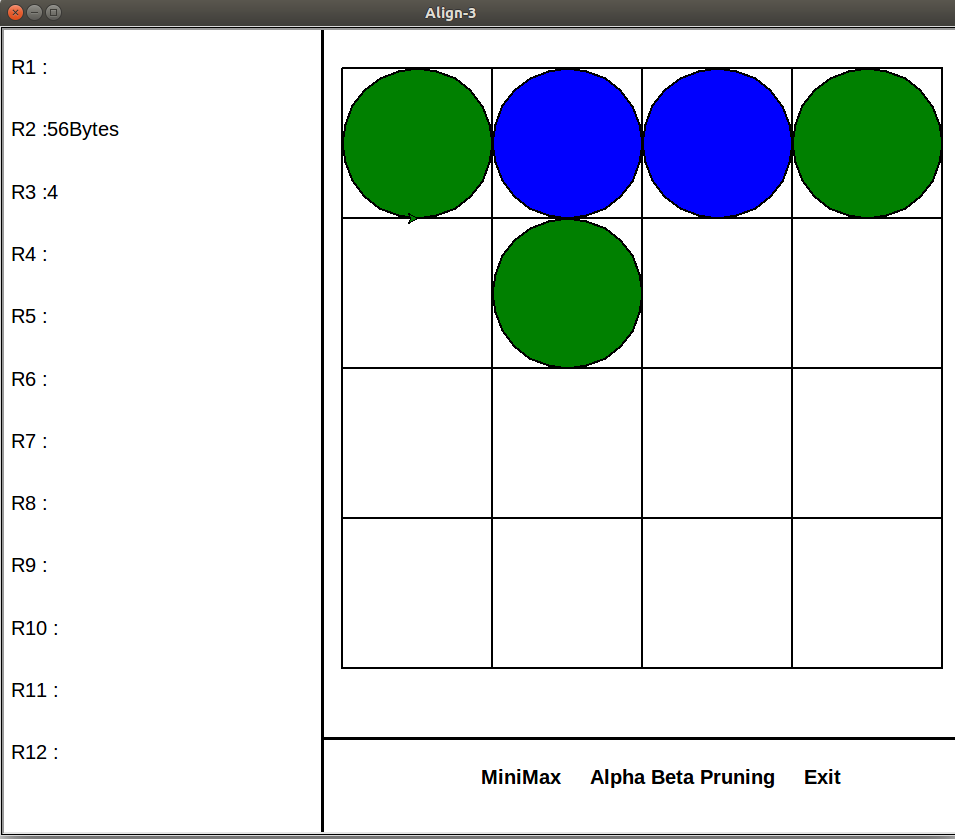 Align-3
R1 :
R2 :56Bytes
R3 :4
R4 :
R5 :
R6 :
R7 :
R8 :
R9 :
R10 :
R11 :
R12 :
MiniMax Alpha Beta Pruning Exit